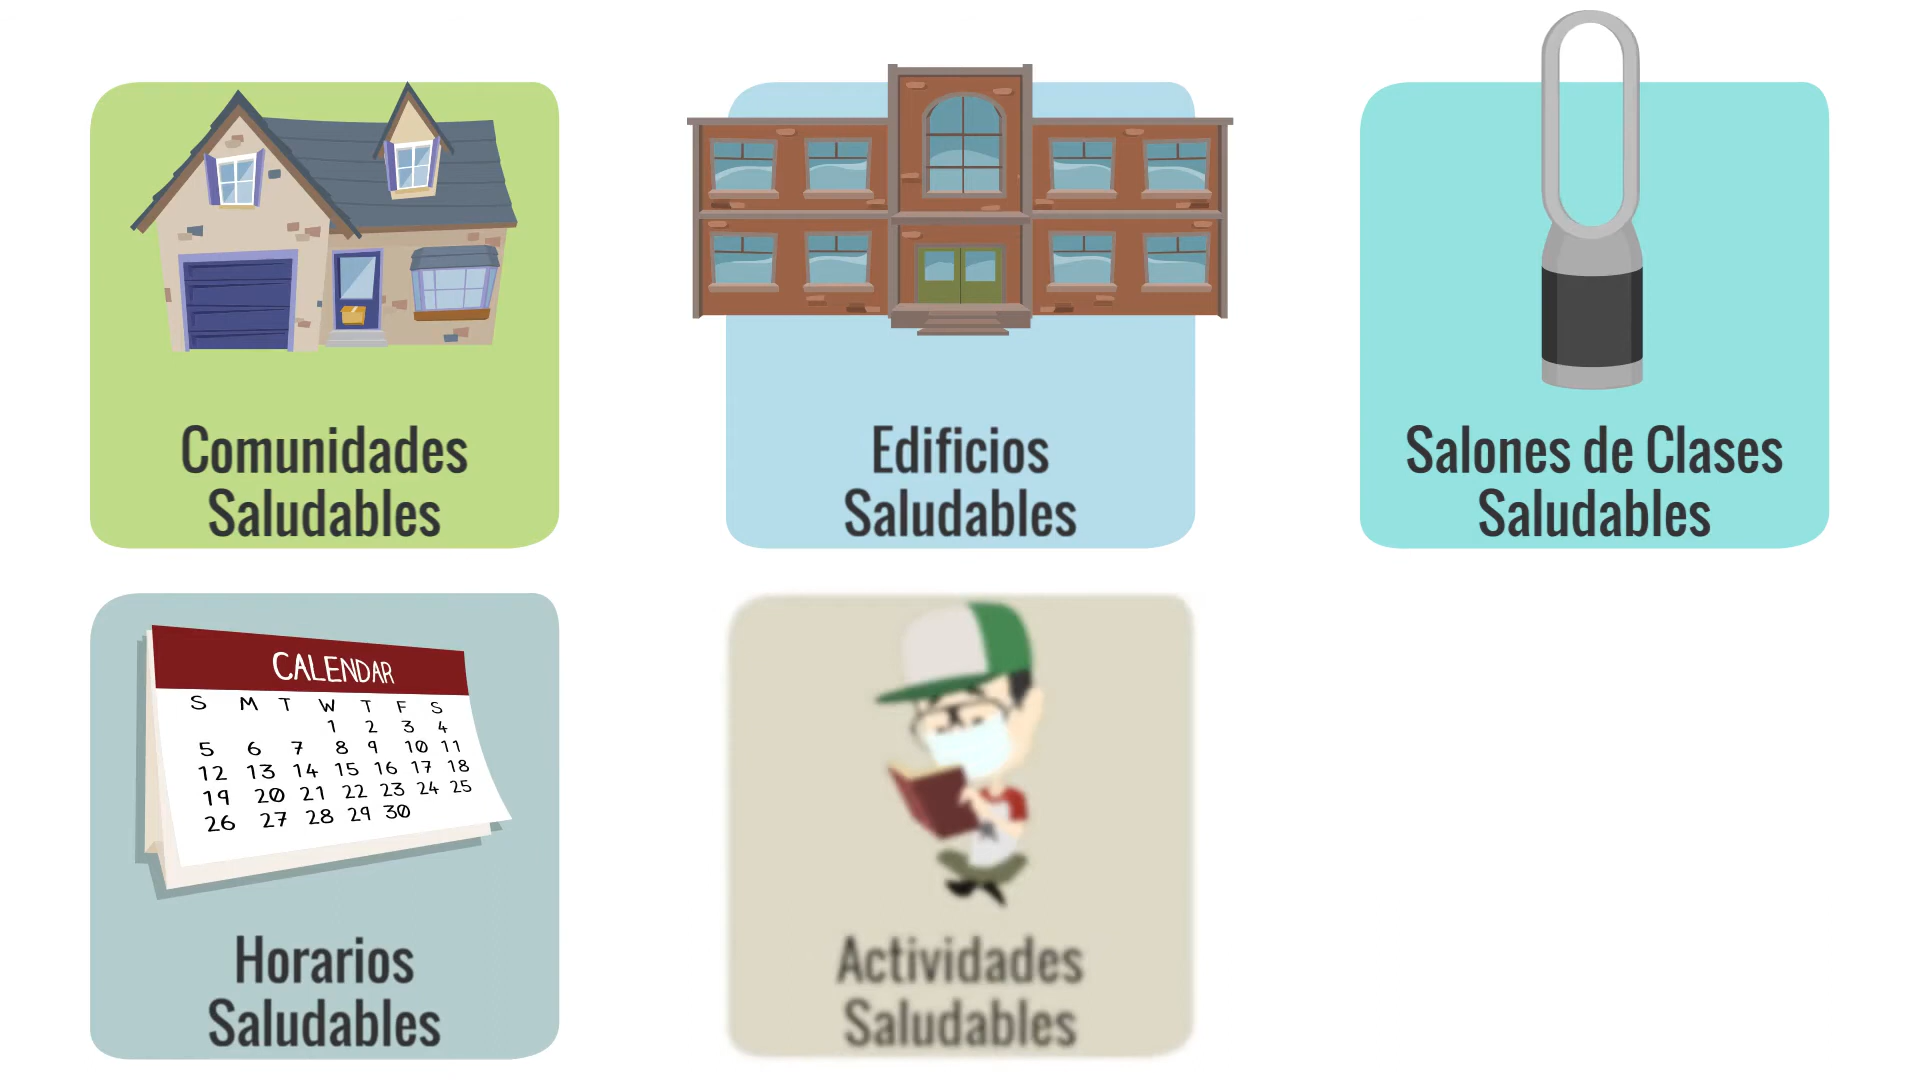 Comunidades
Saludables
Edificios
Saludables
Salones de Clases
Saludables
CALENDAR
S M T W T F S
1 2 3 4
5 6 7 8 9 10 11
12 13 14 15 16 17 18
19 20 21 22 23 24 25
26 27 28 29 30
Horarios
Saludables
Actividades
Saludables